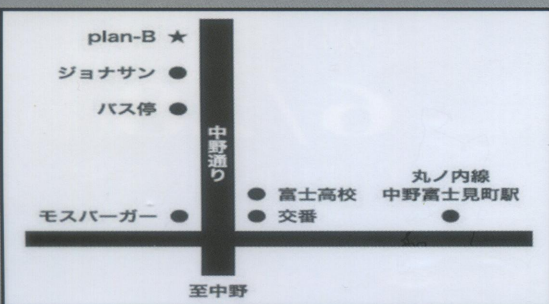 plan-B ★
ジョナサン ●
バス停 ●
中野通り
丸ノ内線
中野富士見町駅
● 富士高校
モスバーガー ●
● 交番
至中野